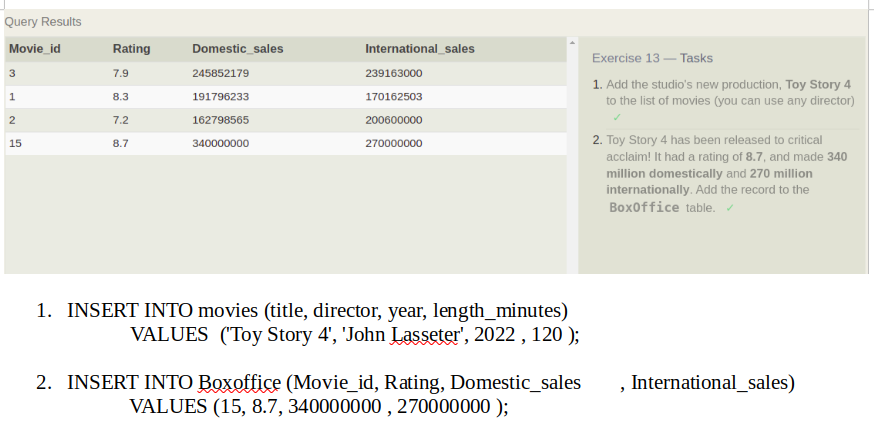 Query Results
Movie_id Rating Domestic_sales International_sales
3 7.9 245852179 239163000
1 8.3 191796233 170162503
2 7.2 162798565 200600000
15 8.7 340000000 270000000
Exercise 13 — Tasks
1. Add the studio's new production, Toy Story 4
to the list of movies (you can use any director)
✓
2. Toy Story 4 has been released to critical
acclaim! It had a rating of 8.7, and made 340
million domestically and 270 million
internationally. Add the record to the
BoxOffice table. ✓
1. INSERT INTO movies (title, director, year, length_minutes)
VALUES ('Toy Story 4', 'John Lasseter', 2022 , 120 );
2. INSERT INTO Boxoffice (Movie_id, Rating, Domestic_sales , International_sales)
VALUES (15, 8.7, 340000000 , 270000000 );